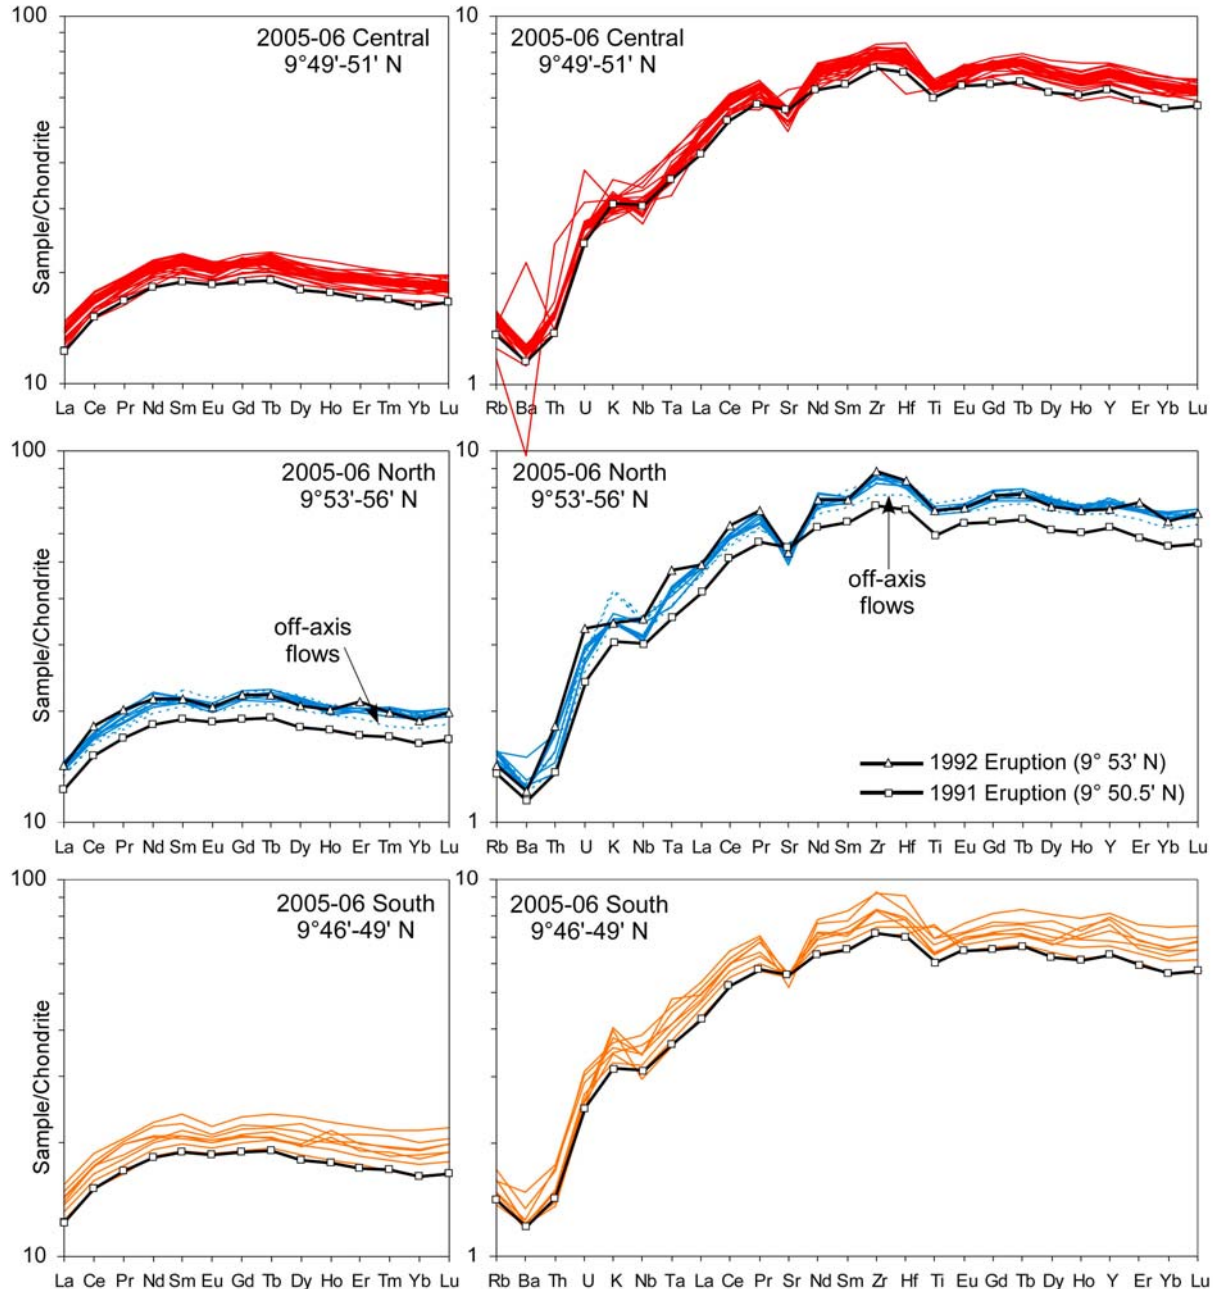 100
2005-06 Central
9°49'-51' N
Sample/Chondrite
10
La Ce Pr Nd Sm Eu Gd Tb Dy Ho Er Tm Yb Lu
10
2005-06 Central
9°49'-51' N
1
Rb Ba Th U K Nb Ta La Ce Pr Sr Nd Sm Zr Hf Ti Eu Gd Tb Dy Ho Y Er Yb Lu
100
2005-06 North
9°53'-56' N
Sample/Chondrite
off-axis
flows
10
La Ce Pr Nd Sm Eu Gd Tb Dy Ho Er Tm Yb Lu
10
2005-06 North
9°53'-56' N
off-axis
flows
1992 Eruption (9° 53' N)
1991 Eruption (9° 50.5' N)
1
Rb Ba Th U K Nb Ta La Ce Pr Sr Nd Sm Zr Hf Ti Eu Gd Tb Dy Ho Y Er Yb Lu
100
2005-06 South
9°46'-49' N
Sample/Chondrite
10
La Ce Pr Nd Sm Eu Gd Tb Dy Ho Er Tm Yb Lu
10
2005-06 South
9°46'-49' N
1
Rb Ba Th U K Nb Ta La Ce Pr Sr Nd Sm Zr Hf Ti Eu Gd Tb Dy Ho Y Er Yb Lu